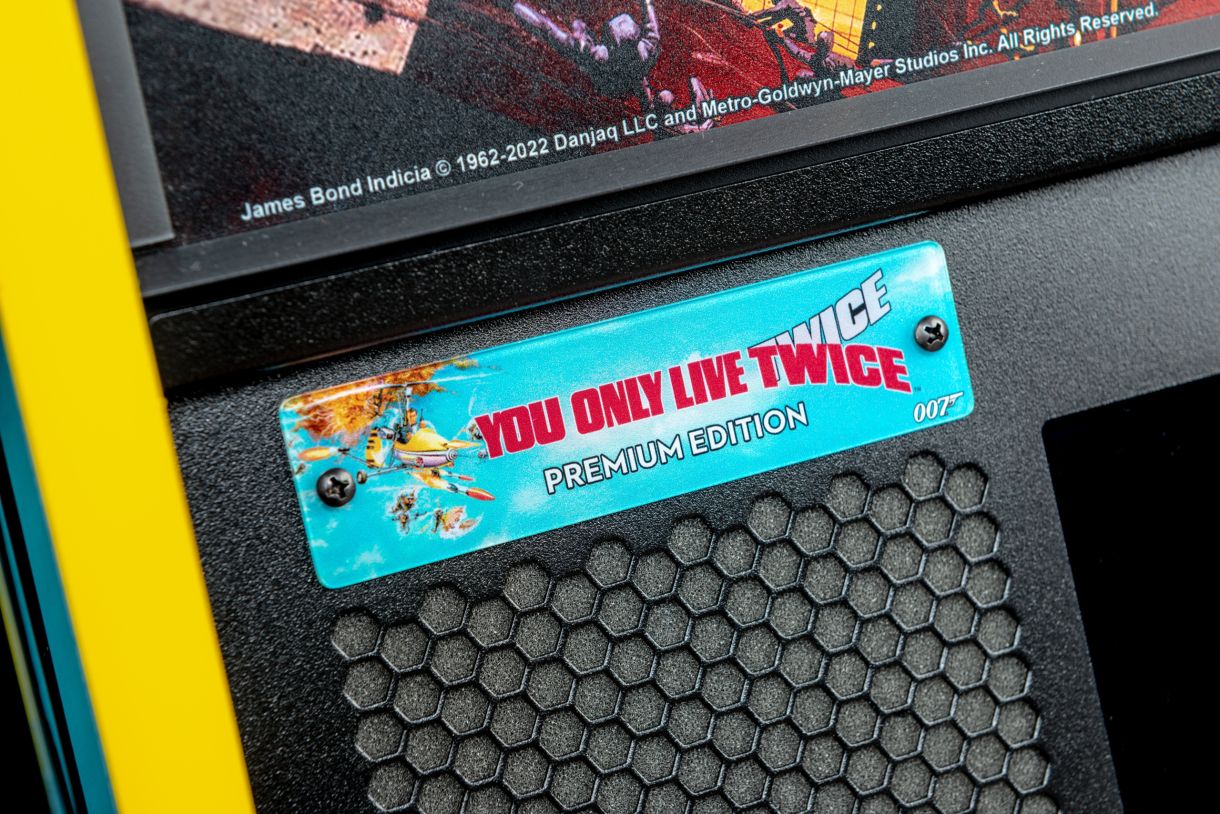 James Bond Indicia © 1962-2022 Danjaq LLC and Metro-Goldwyn-Mayer Studios Inc. All Rights Reserved.
TWICE
YOU ONLY LIVE TWICE™
PREMIUM EDITION
007